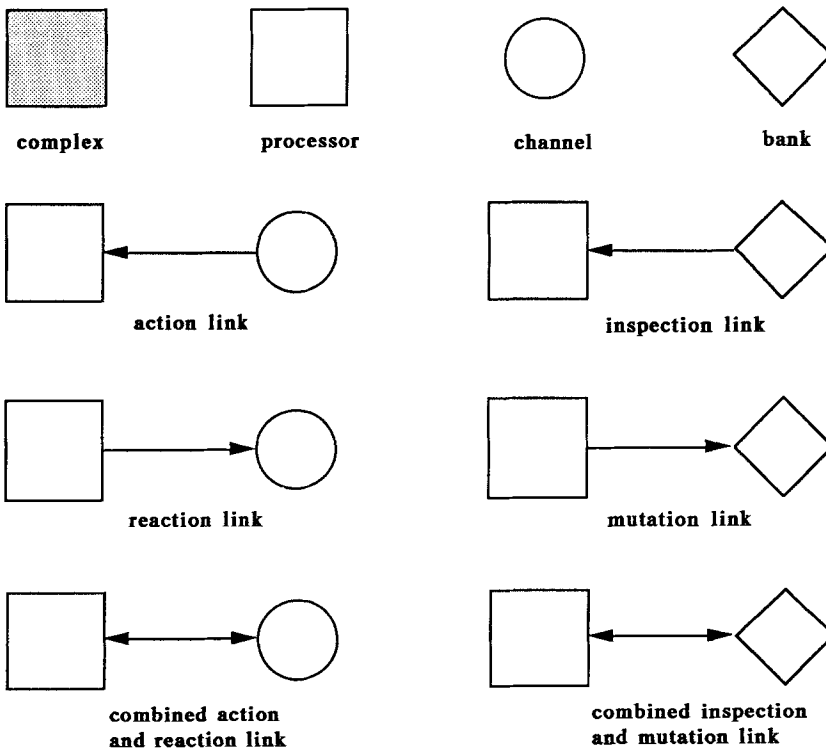 complex
processor
channel
bank
action link
inspection link
reaction link
mutation link
combined action
and reaction link
combined inspection
and mutation link